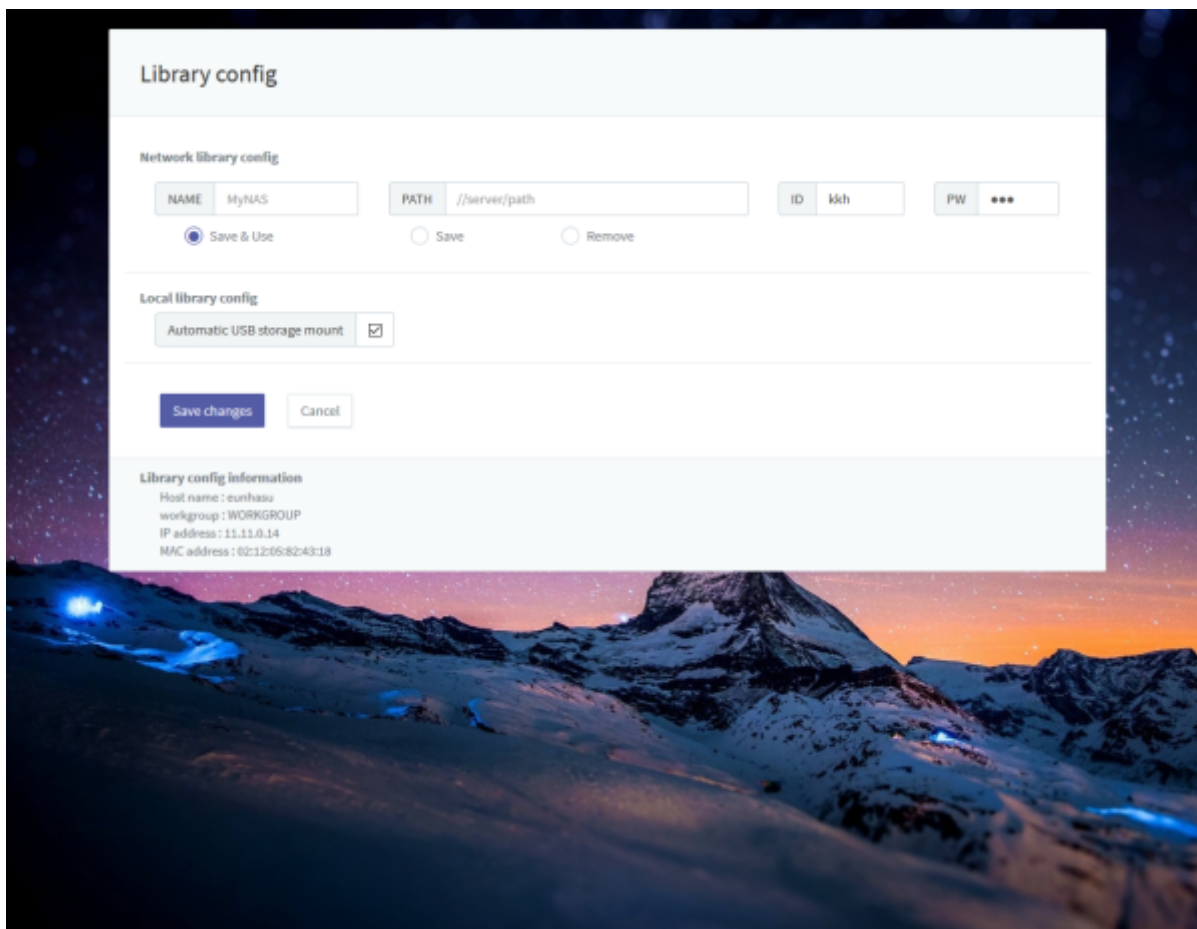 Library config
Network library config
NAME MyNAS PATH //server/path ID kkh PW •••
Save & Use Save Remove
Local library config
Automatic USB storage mount
Save changes Cancel
Library config information
Host name : eunhasu
workgroup : WORKGROUP
IP address : 11.11.0.14
MAC address : 02:12:05:82:43:18